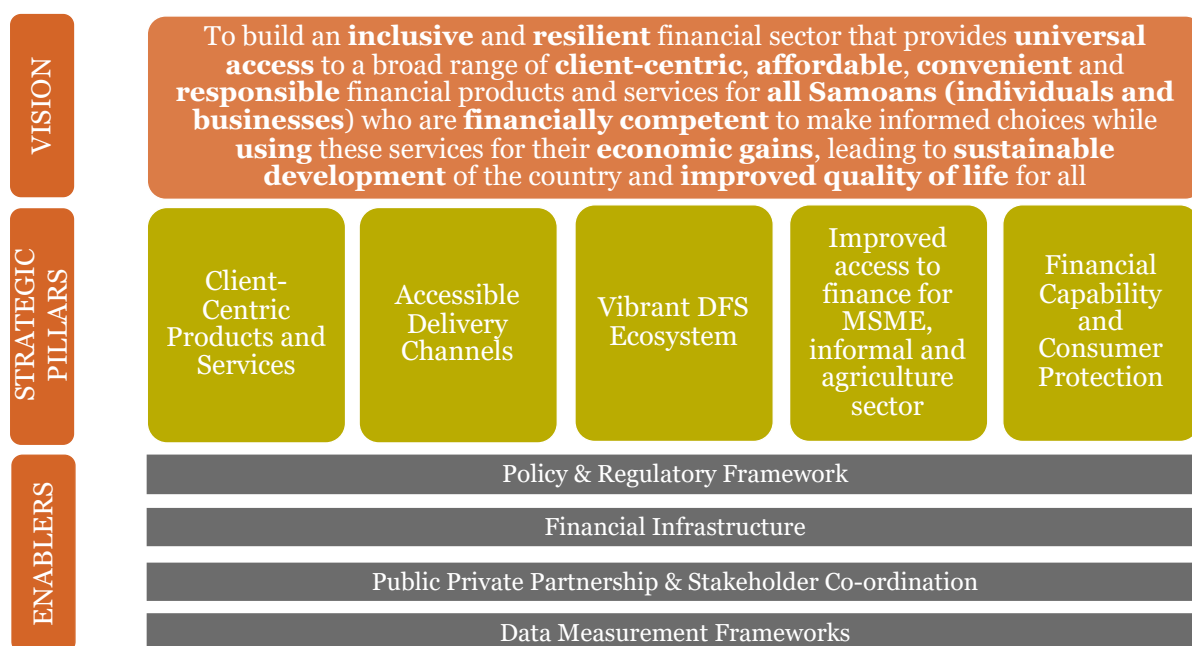 VISION
To build an inclusive and resilient financial sector that provides universal
access to a broad range of client-centric, affordable, convenient and
responsible financial products and services for all Samoans (individuals and
businesses) who are financially competent to make informed choices while
using these services for their economic gains, leading to sustainable
development of the country and improved quality of life for all
STRATEGIC
PILLARS
Client-
Centric
Products and
Services
Accessible
Delivery
Channels
Vibrant DFS
Ecosystem
Improved
access to
finance for
MSME,
informal and
agriculture
sector
Financial
Capability
and
Consumer
Protection
ENABLERS
Policy & Regulatory Framework
Financial Infrastructure
Public Private Partnership & Stakeholder Co-ordination
Data Measurement Frameworks